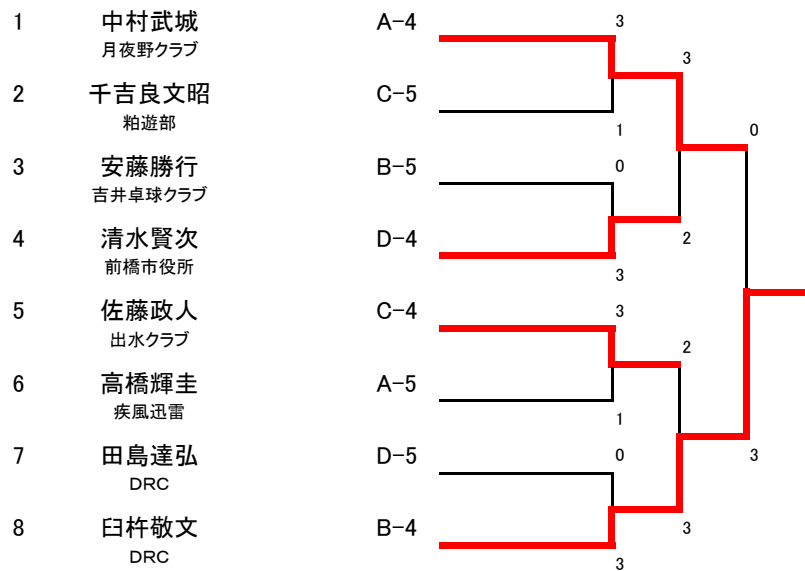 1 中村武城 A-4 3
月夜野クラブ
3
2 千吉良文昭 C-5
粕遊部
1 0
3 安藤勝行 B-5 0
吉井卓球クラブ
4 清水賢次 D-4 2
前橋市役所
3
5 佐藤政人 C-4 3
出水クラブ
2
6 高橋輝圭 A-5
疾風迅雷
1
7 田島達弘 D-5 0 3
DRC
8 臼杵敬文 B-4 3
DRC
3